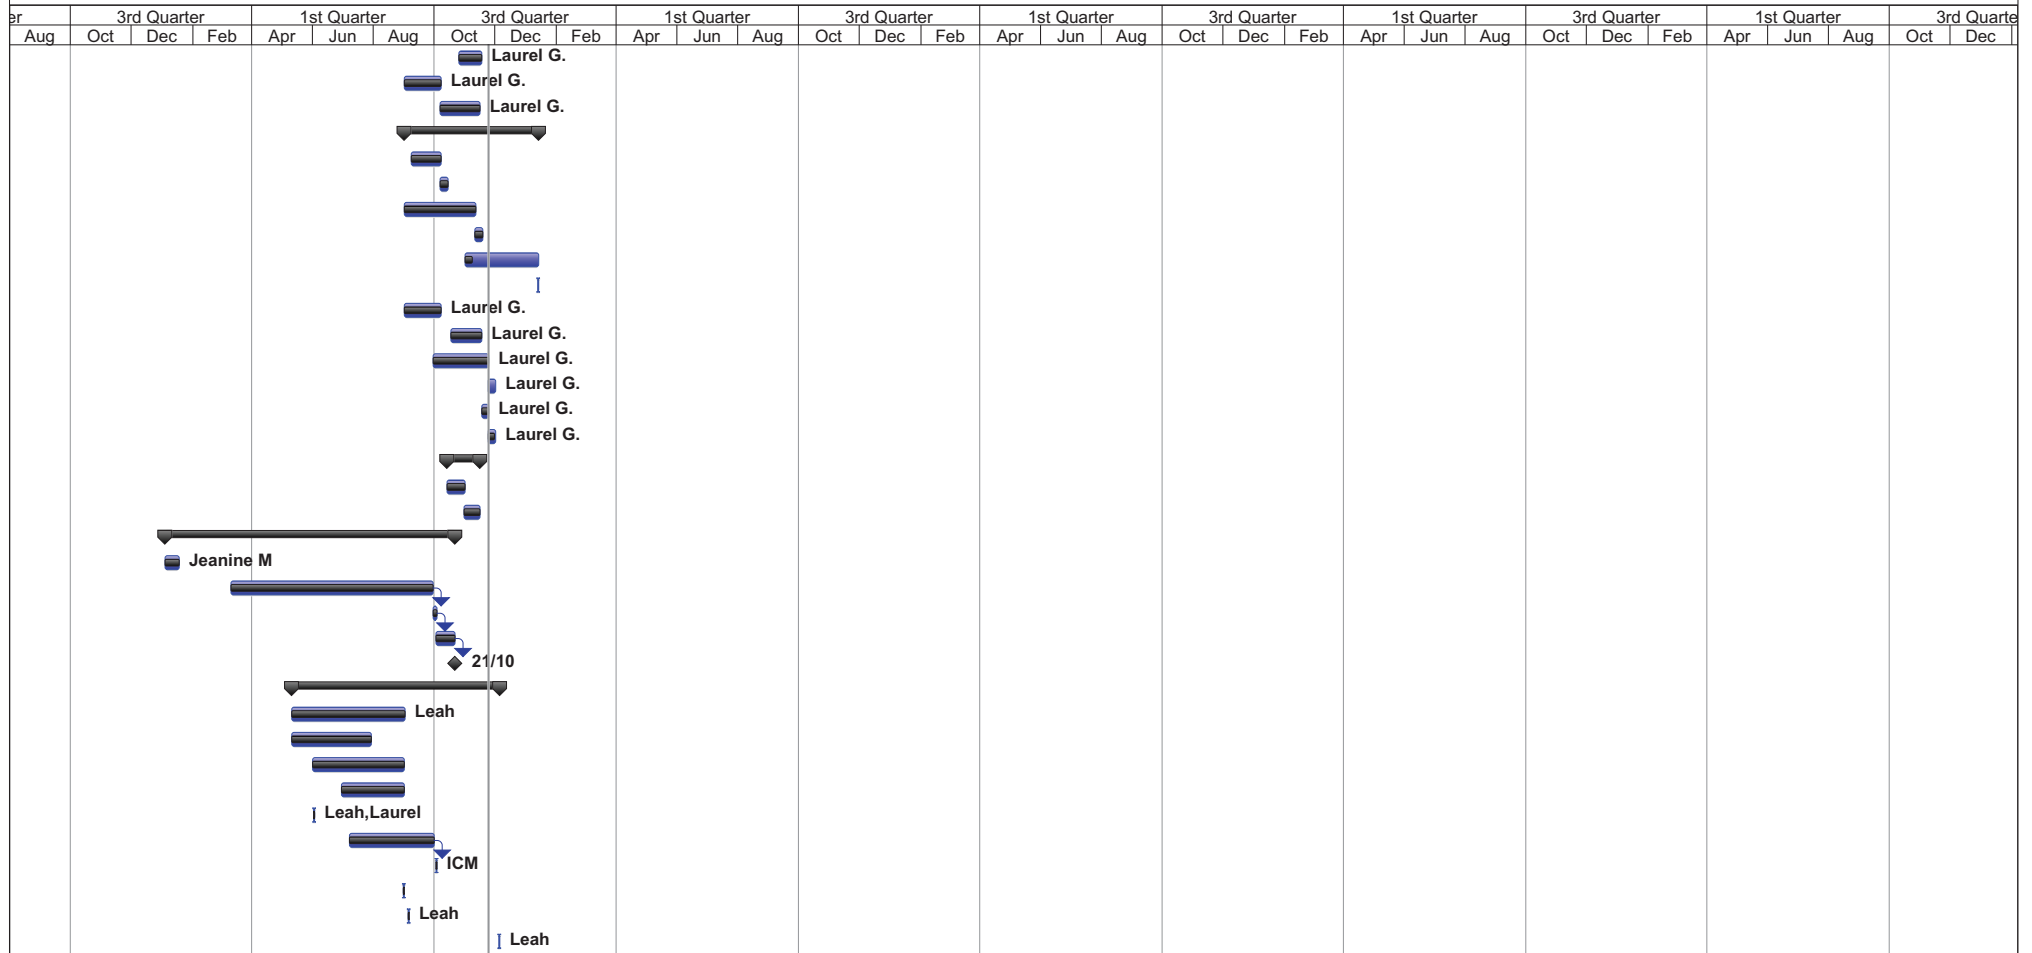 er 3rd Quarter 1st Quarter 3rd Quarter 1st Quarter 3rd Quarter 1st Quarter 3rd Quarter 1st Quarter 3rd Quarter 1st Quarter 3rd Quarte
Aug Oct Dec Feb Apr Jun Aug Oct Dec Feb Apr Jun Aug Oct Dec Feb Apr Jun Aug Oct Dec Feb Apr Jun Aug Oct Dec Feb Apr Jun Aug Oct Dec
Laurel G.
Laurel G.
Laurel G.
Laurel G.
Laurel G.
Laurel G.
Laurel G.
Laurel G.
Laurel G.
Jeanine M
21/10
Leah
Leah,Laurel
ICM
Leah
Leah